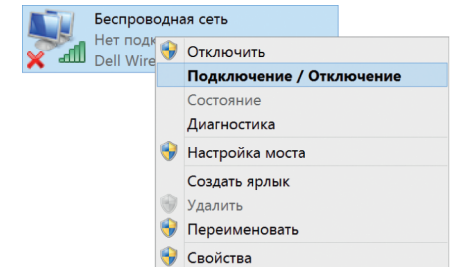 Беспроводная сеть
Нет подк
Dell Wire
Отключить
Подключение / Отключение
Состояние
Диагностика
Настройка моста
Создать ярлык
Удалить
Переименовать
Свойства